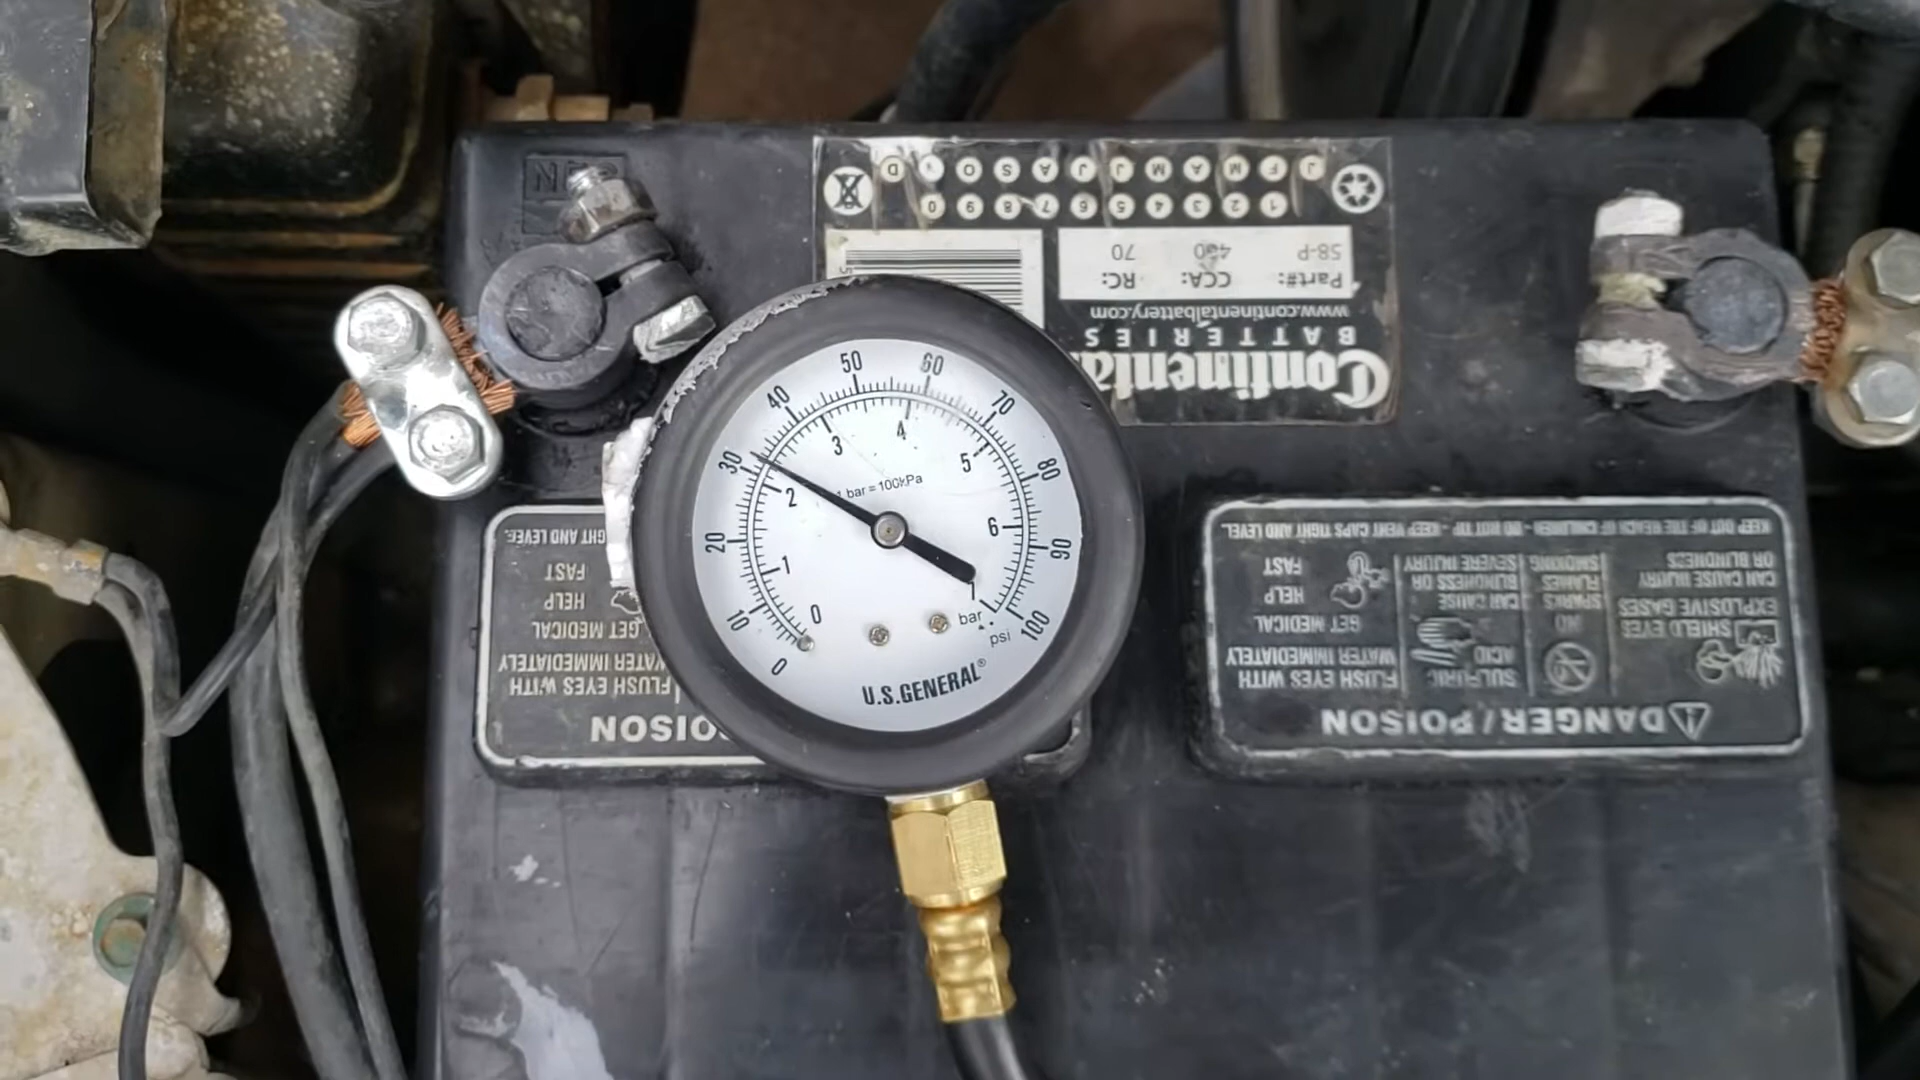 50
60
40
70
30
80
20
90
10
100
0
3
4
2
5
1
6
0
7
1 bar = 100kPa
bar
psi
U.S.GENERAL®
D N O S A J J M A M F J
0 9 8 7 6 5 4 3 2 1
Part#: CCA: RC:
58-P 70
www.continentalbattery.com
BATTERIES
Continental
DANGER/POISON
SHIELD EYES
EXPLOSIVE GASES
CAN CAUSE INJURY
OR BLINDNESS
NO
SPARKS
FLAMES
SMOKING
SULFURIC
ACID
CAN CAUSE
BLINDNESS OR
SEVERE INJURY
FLUSH EYES WITH
WATER IMMEDIATELY
GET MEDICAL
HELP
FAST
KEEP OUT OF THE REACH OF CHILDREN - DO NOT TIP - KEEP VENT CAPS TIGHT AND LEVEL
POISON
FLUSH EYES WITH
WATER IMMEDIATELY
GET MEDICAL
HELP
FAST